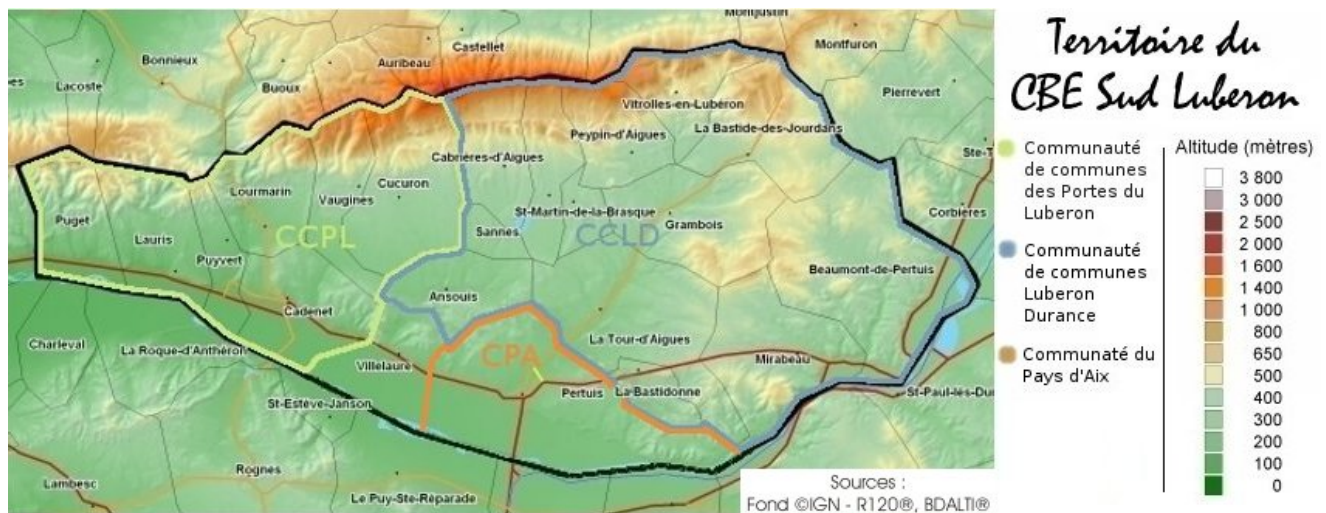 Montjustin
Castellet
Montfuron
Bonnieux
Auribeau
Lacoste
Buoux
Pierrevert
Vitrolles-en-Luberon
La Bastide-des-Jourdans
Peypin-d'Aigues
Cabrières-d'Aigues
Cucuron
Lourmarin
Vaugines
St-Martin-de-la-Brasque
Corbières
Puget
Grambois
Sannes
CCPL
CCLD
Lauris
Puyvert
Beaumont-de-Pertuis
Ansouis
Cadenet
Charleval
La Roque-d'Anthéron
La Tour-d'Aigues
CPA
Mirabeau
Villelaure
Pertuis
La-Bastidonne
St-Paul-lès-Du
St-Estève-Janson
Rognes
Lambesc
Le Puy-Ste-Réparade
Sources :
Fond ©IGN - R120®, BDALTI®
Territoire du
CBE Sud Luberon
Communauté
de communes
des Portes du
Luberon
Communauté
de communes
Luberon
Durance
Communaté du
Pays d'Aix
Altitude (mètres)
3 800
3 000
2 500
2 000
1 600
1 400
1 000
800
650
500
400
300
200
100
0